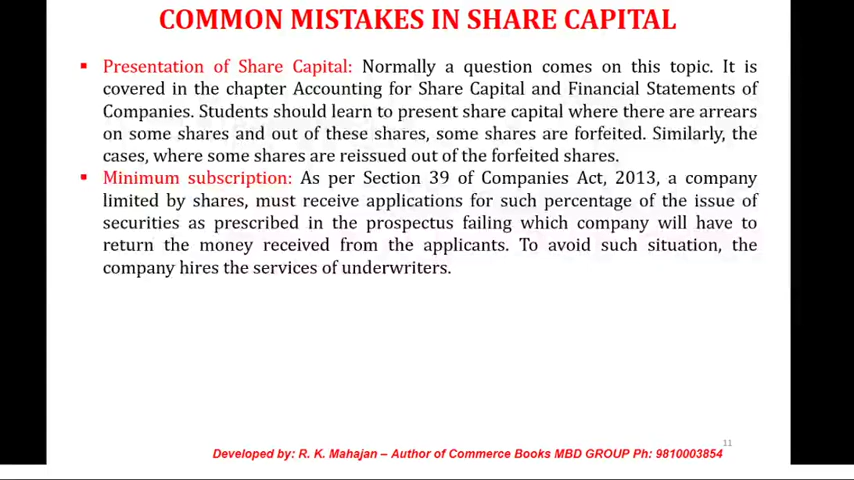 COMMON MISTAKES IN SHARE CAPITAL
▪ Presentation of Share Capital: Normally a question comes on this topic. It is
covered in the chapter Accounting for Share Capital and Financial Statements of
Companies. Students should learn to present share capital where there are arrears
on some shares and out of these shares, some shares are forfeited. Similarly, the
cases, where some shares are reissued out of the forfeited shares.
▪ Minimum subscription: As per Section 39 of Companies Act, 2013, a company
limited by shares, must receive applications for such percentage of the issue of
securities as prescribed in the prospectus failing which company will have to
return the money received from the applicants. To avoid such situation, the
company hires the services of underwriters.
11
Developed by: R. K. Mahajan – Author of Commerce Books MBD GROUP Ph: 9810003854